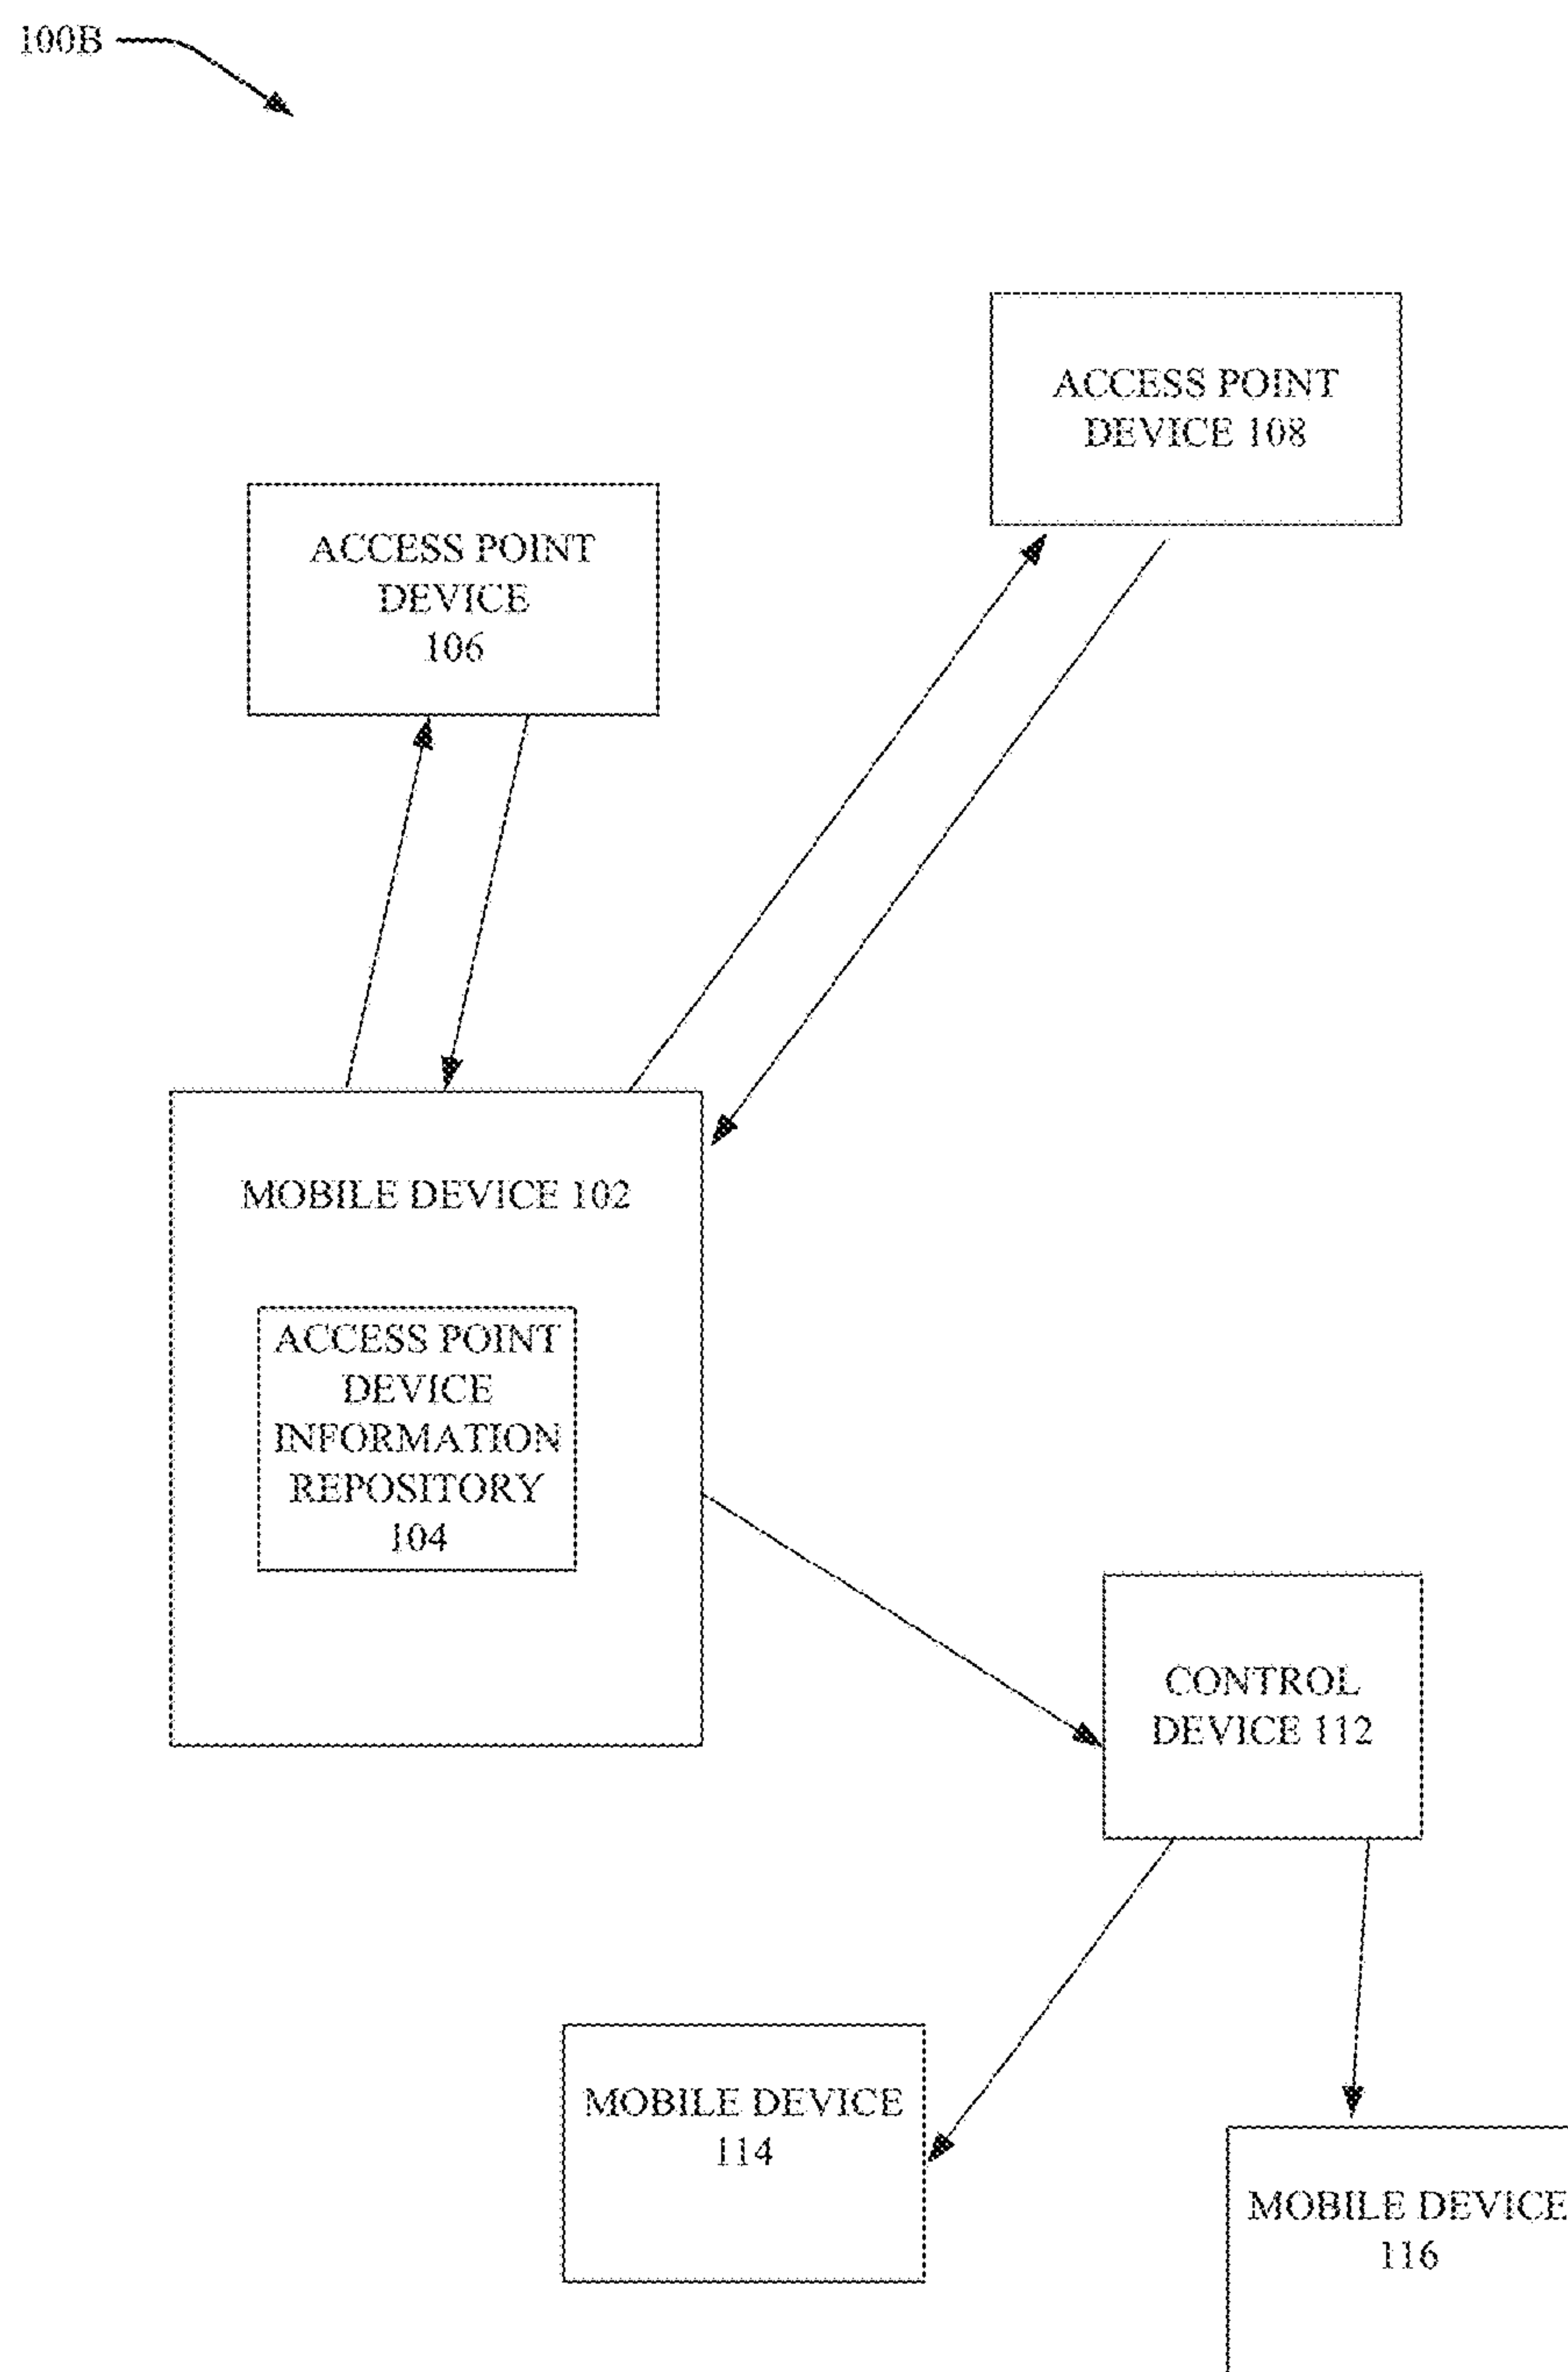 100B
ACCESS POINT
DEVICE 108
ACCESS POINT
DEVICE
106
MOBILE DEVICE 102
ACCESS POINT
DEVICE
INFORMATION
REPOSITORY
104
CONTROL
DEVICE 112
MOBILE DEVICE
114
MOBILE DEVICE
116